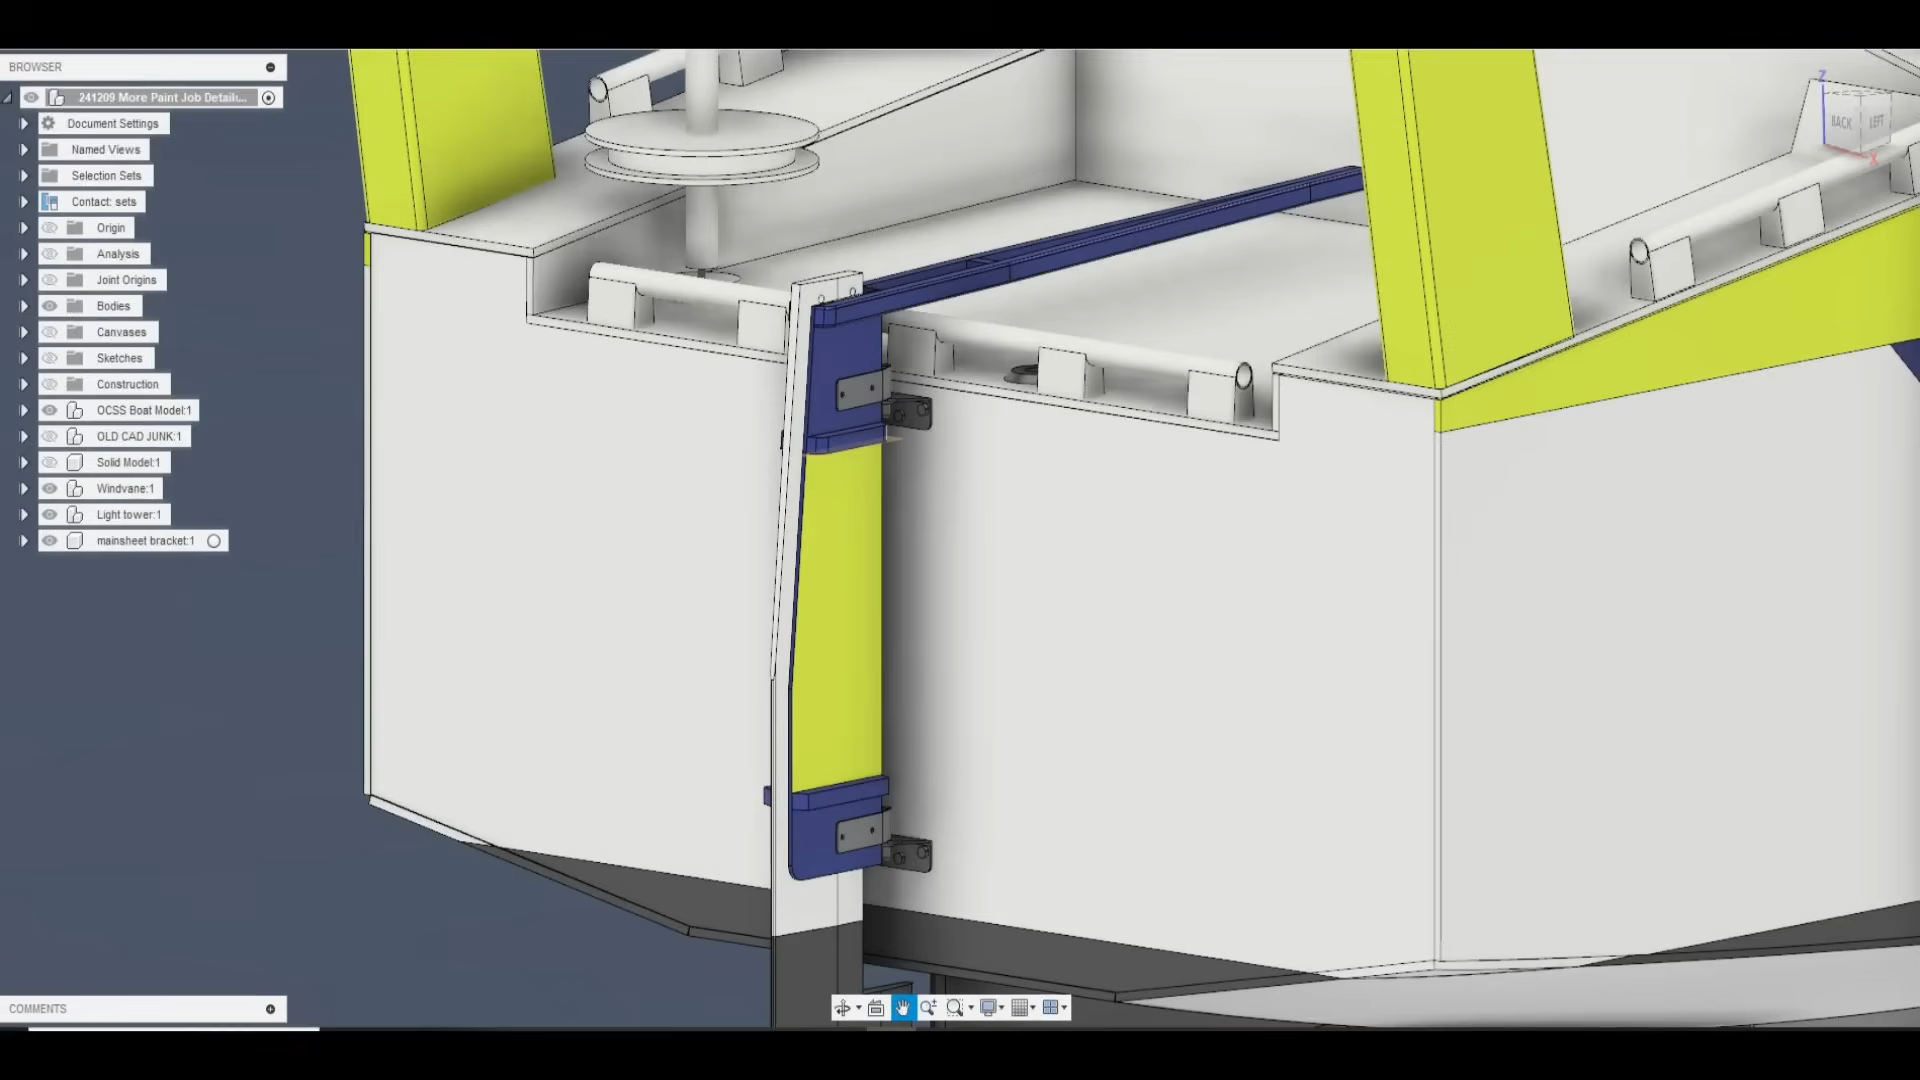 BROWSER
241209 More Paint Job Details...
Document Settings
Named Views
Selection Sets
Contact: sets
Origin
Analysis
Joint Origins
Bodies
Canvases
Sketches
Construction
OCSS Boat Model:1
OLD CAD JUNK:1
Solid Model:1
Windvane:1
Light tower:1
mainsheet bracket:1
COMMENTS
Z
BACK
LEFT
X